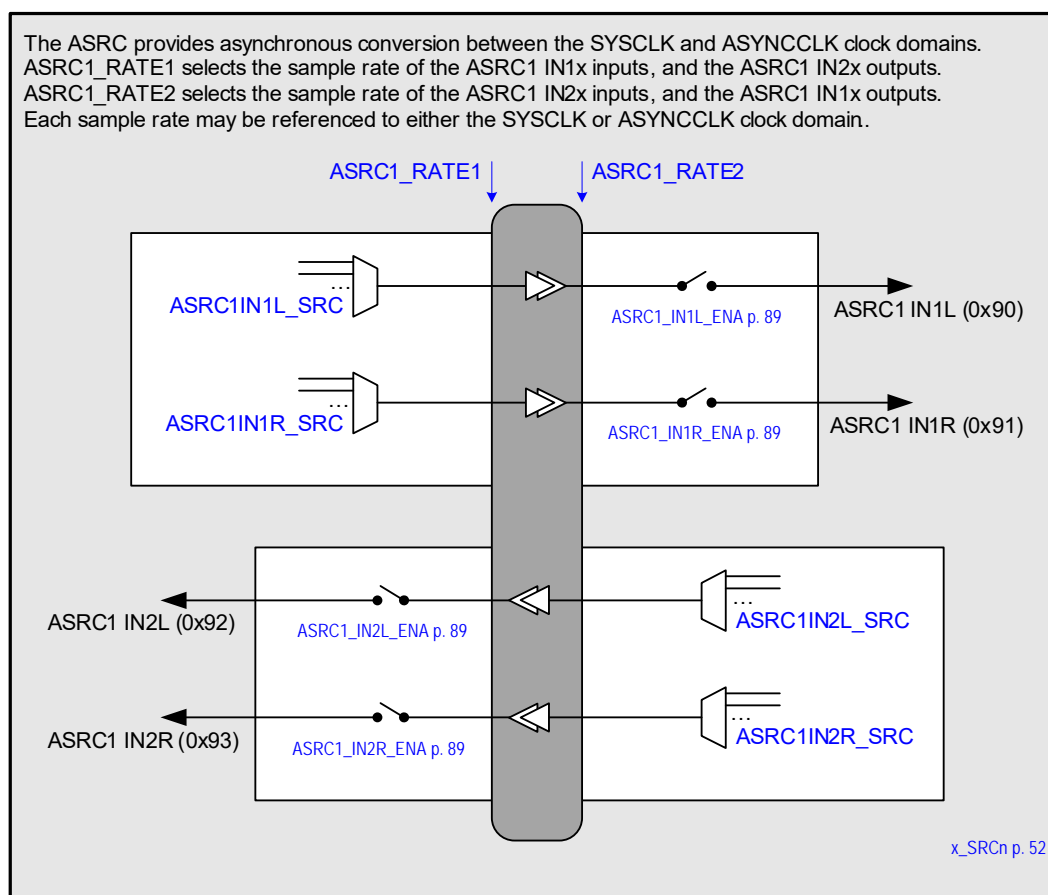 The ASRC provides asynchronous conversion between the SYSCLK and ASYNCCLK clock domains.
ASRC1_RATE1 selects the sample rate of the ASRC1 IN1x inputs, and the ASRC1 IN2x outputs.
ASRC1_RATE2 selects the sample rate of the ASRC1 IN2x inputs, and the ASRC1 IN1x outputs.
Each sample rate may be referenced to either the SYSCLK or ASYNCCLK clock domain..
ASRC1_RATE1
ASRC1_RATE2
...
ASRC1IN1L_SRC
ASRC1_IN1L_ENA p. 89
ASRC1 IN1L (0x90)
...
ASRC1IN1R_SRC
ASRC1_IN1R_ENA p. 89
ASRC1 IN1R (0x91)
ASRC1 IN2L (0x92)
ASRC1_IN2L_ENA p. 89
...
ASRC1IN2L_SRC
ASRC1 IN2R (0x93)
ASRC1_IN2R_ENA p. 89
...
ASRC1IN2R_SRC
x_SRCn p. 52